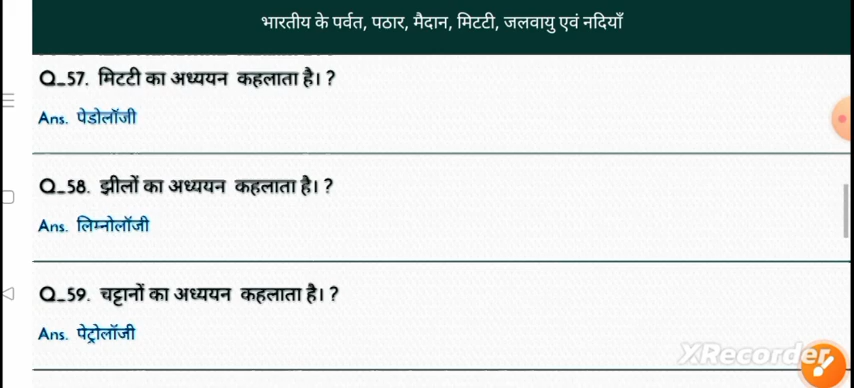 भारतीय के पर्वत, पठार, मैदान, मिटटी, जलवायु एवं नदियाँ
Q_57. मिटटी का अध्ययन कहलाता है। ?
Ans. पेडोलॉजी
Q_58. झीलों का अध्ययन कहलाता है। ?
Ans. लिम्नोलॉजी
Q_59. चट्टानों का अध्ययन कहलाता है। ?
Ans. पेट्रोलॉजी
XRecorder